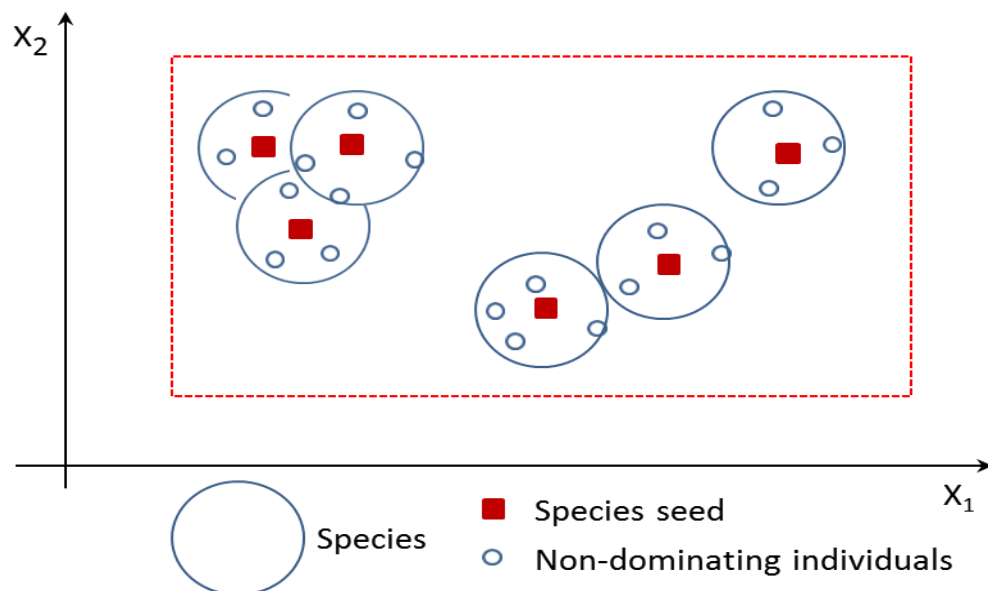 X2
X1
Species
Species seed
Non-dominating individuals